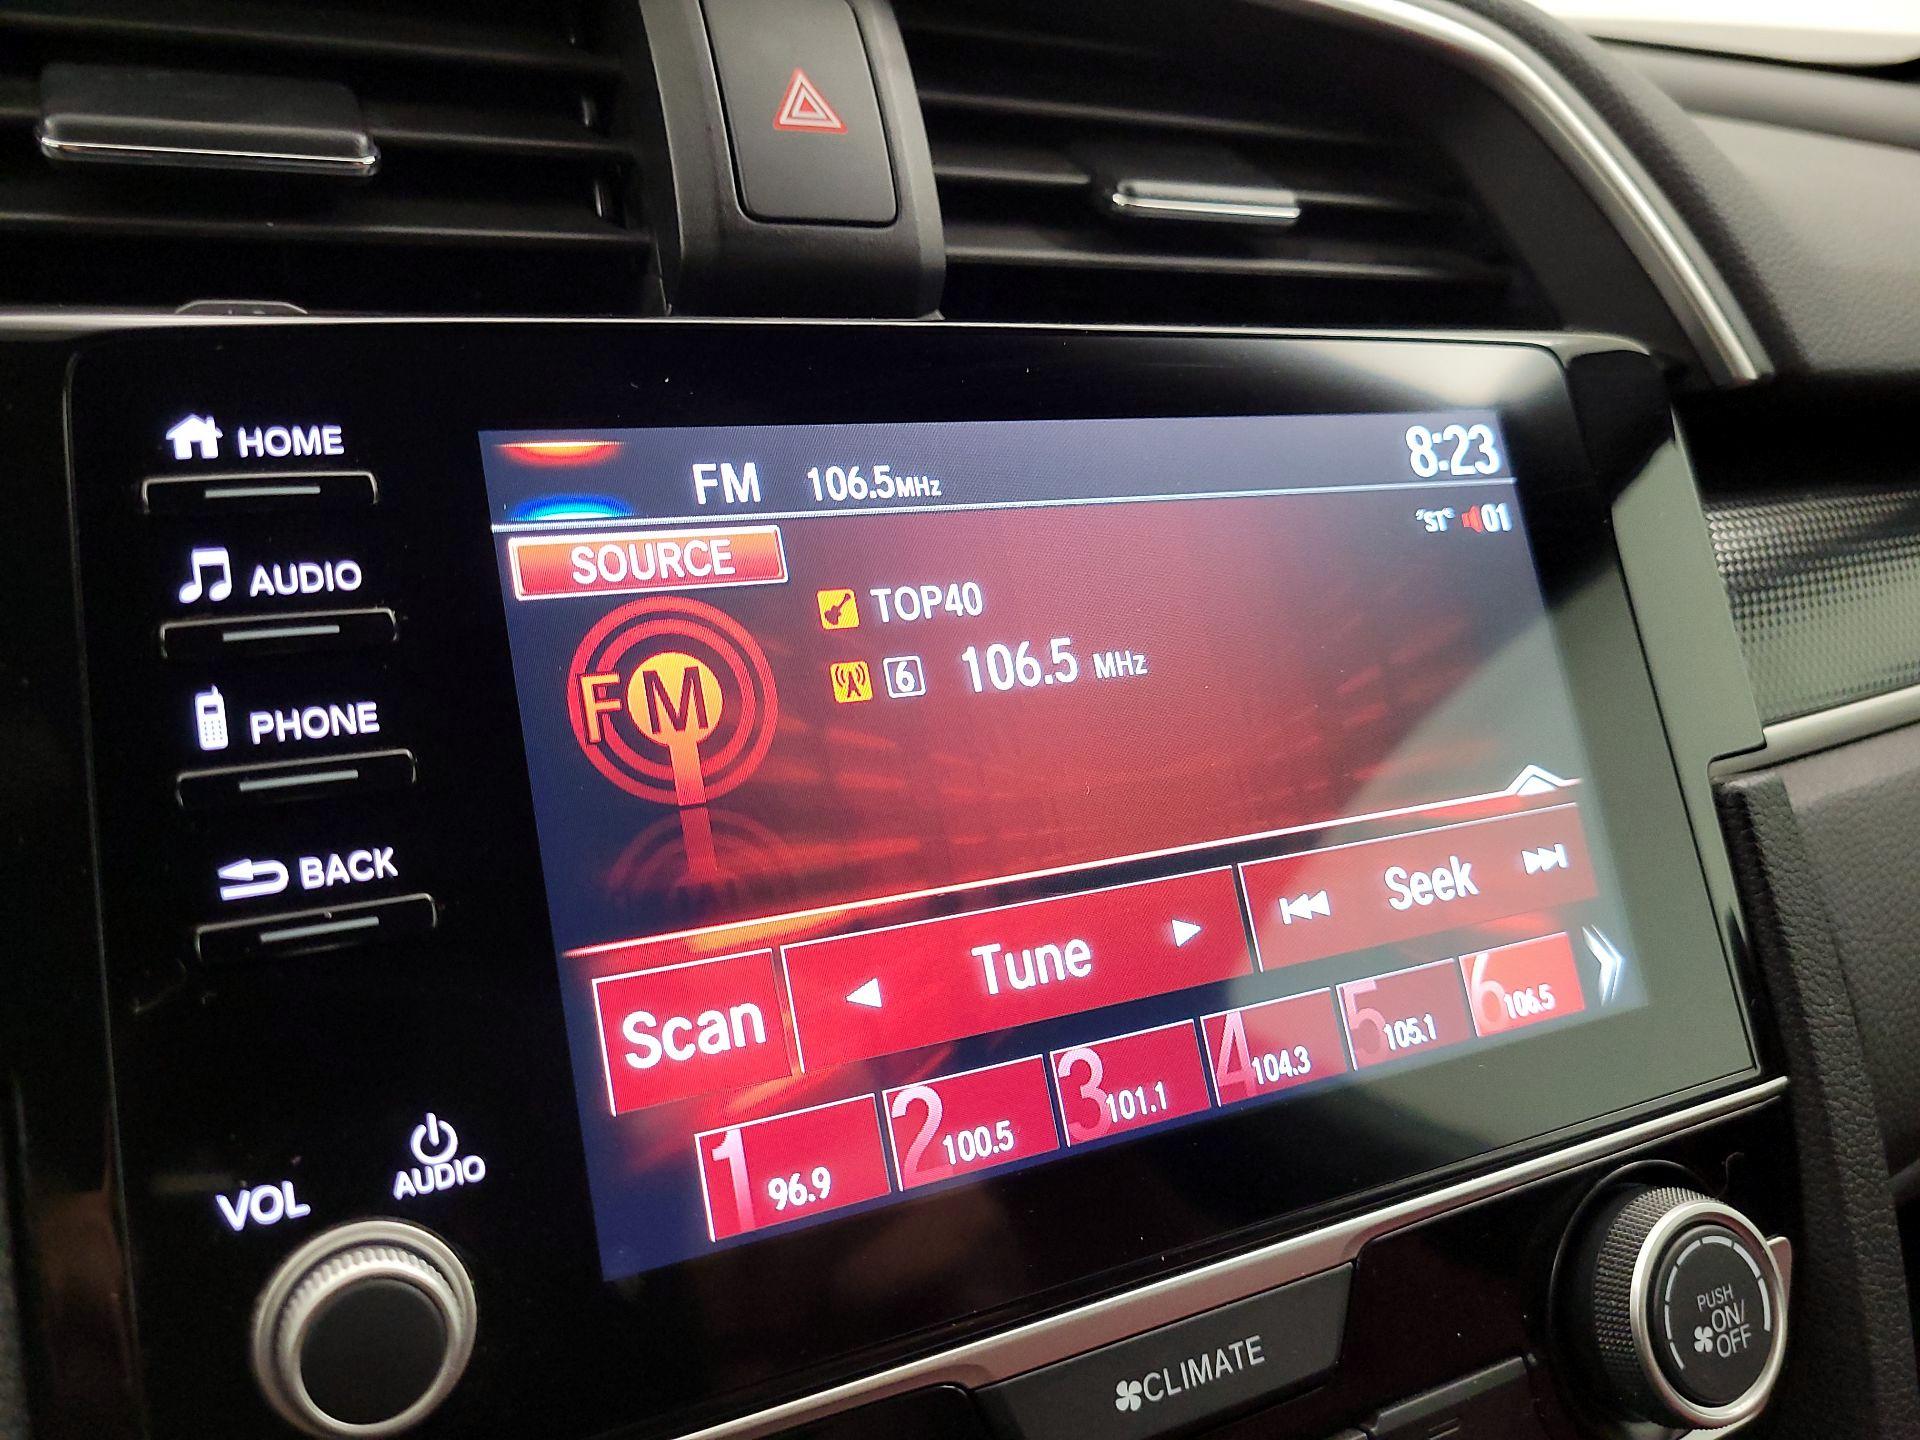 HOME
AUDIO
PHONE
BACK
VOL
AUDIO
FM 106.5MHz 8:23
"ST" 01
SOURCE
FM
TOP40
6 106.5 MHz
Scan
Tune
Seek
1 96.9
2 100.5
3 101.1
4 104.3
5 105.1
6 106.5
CLIMATE
PUSH
ON/
OFF